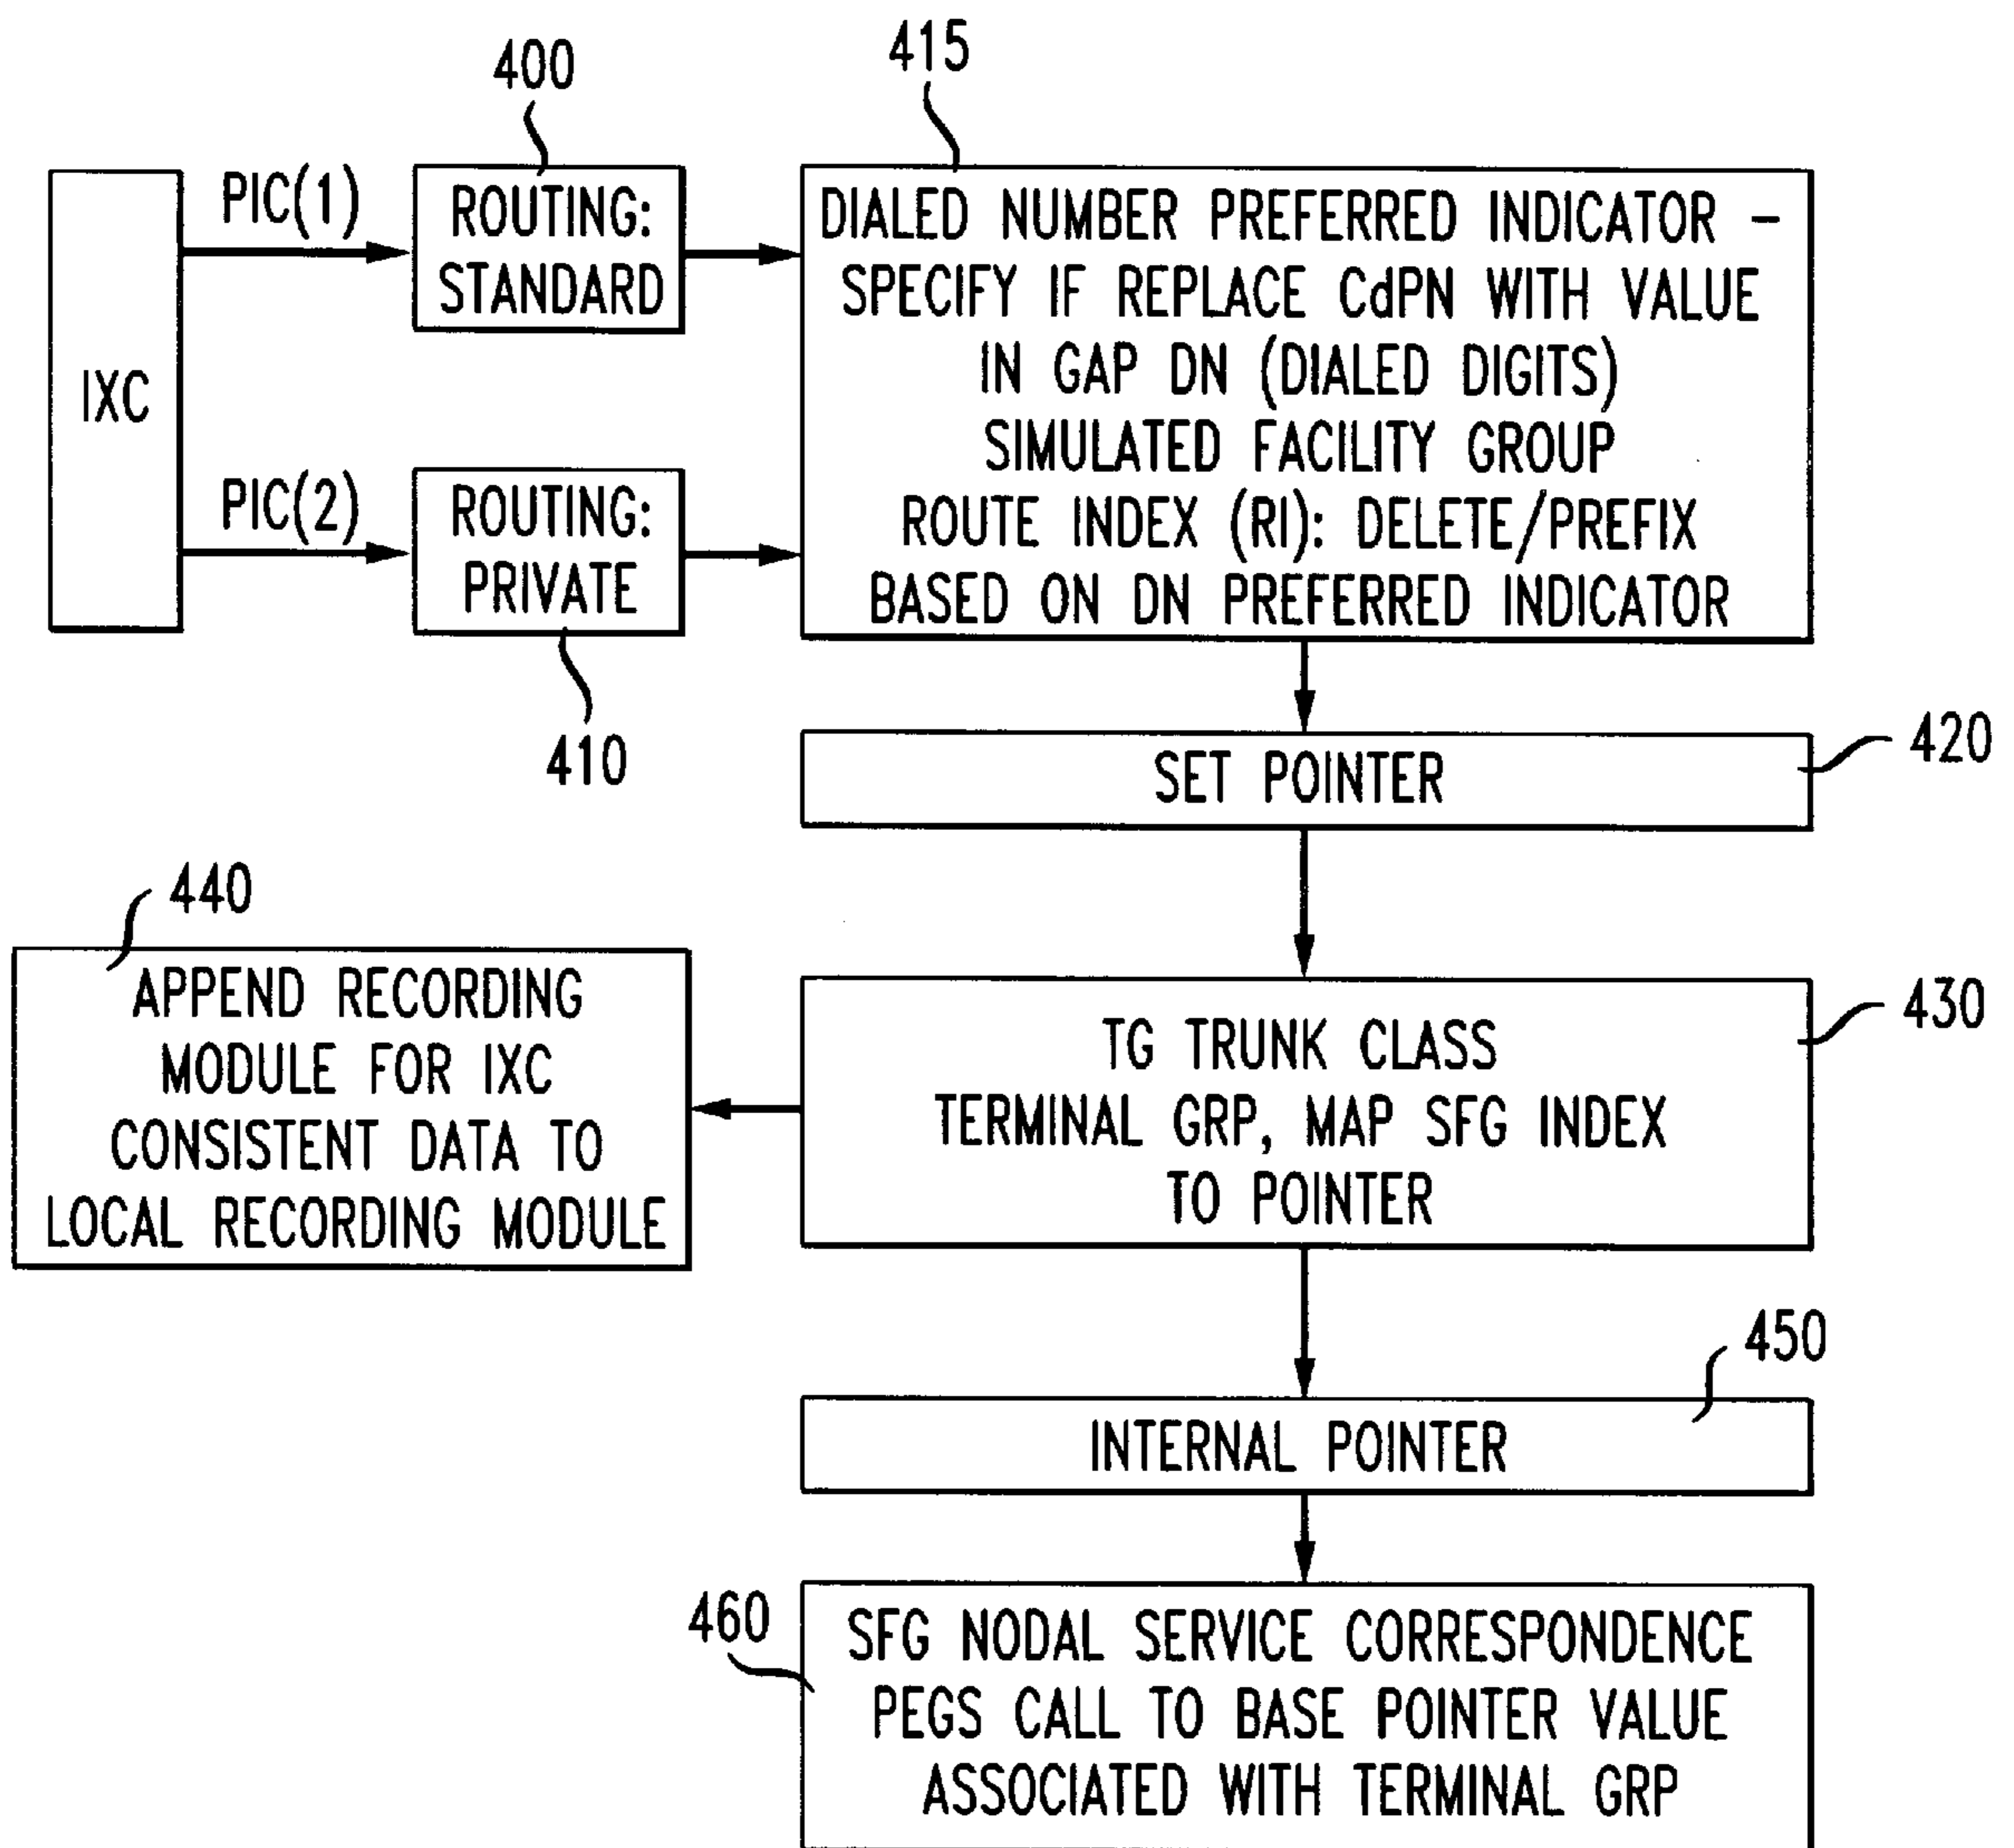 400
415
IXC
PIC(1)
ROUTING:
STANDARD
PIC(2)
ROUTING:
PRIVATE
410
DIALED NUMBER PREFERRED INDICATOR –
SPECIFY IF REPLACE CdPN WITH VALUE
IN GAP DN (DIALED DIGITS)
SIMULATED FACILITY GROUP
ROUTE INDEX (RI): DELETE/PREFIX
BASED ON DN PREFERRED INDICATOR
SET POINTER
420
440
APPEND RECORDING
MODULE FOR IXC
CONSISTENT DATA TO
LOCAL RECORDING MODULE
TG TRUNK CLASS
TERMINAL GRP, MAP SFG INDEX
TO POINTER
430
450
INTERNAL POINTER
460
SFG NODAL SERVICE CORRESPONDENCE
PEGS CALL TO BASE POINTER VALUE
ASSOCIATED WITH TERMINAL GRP